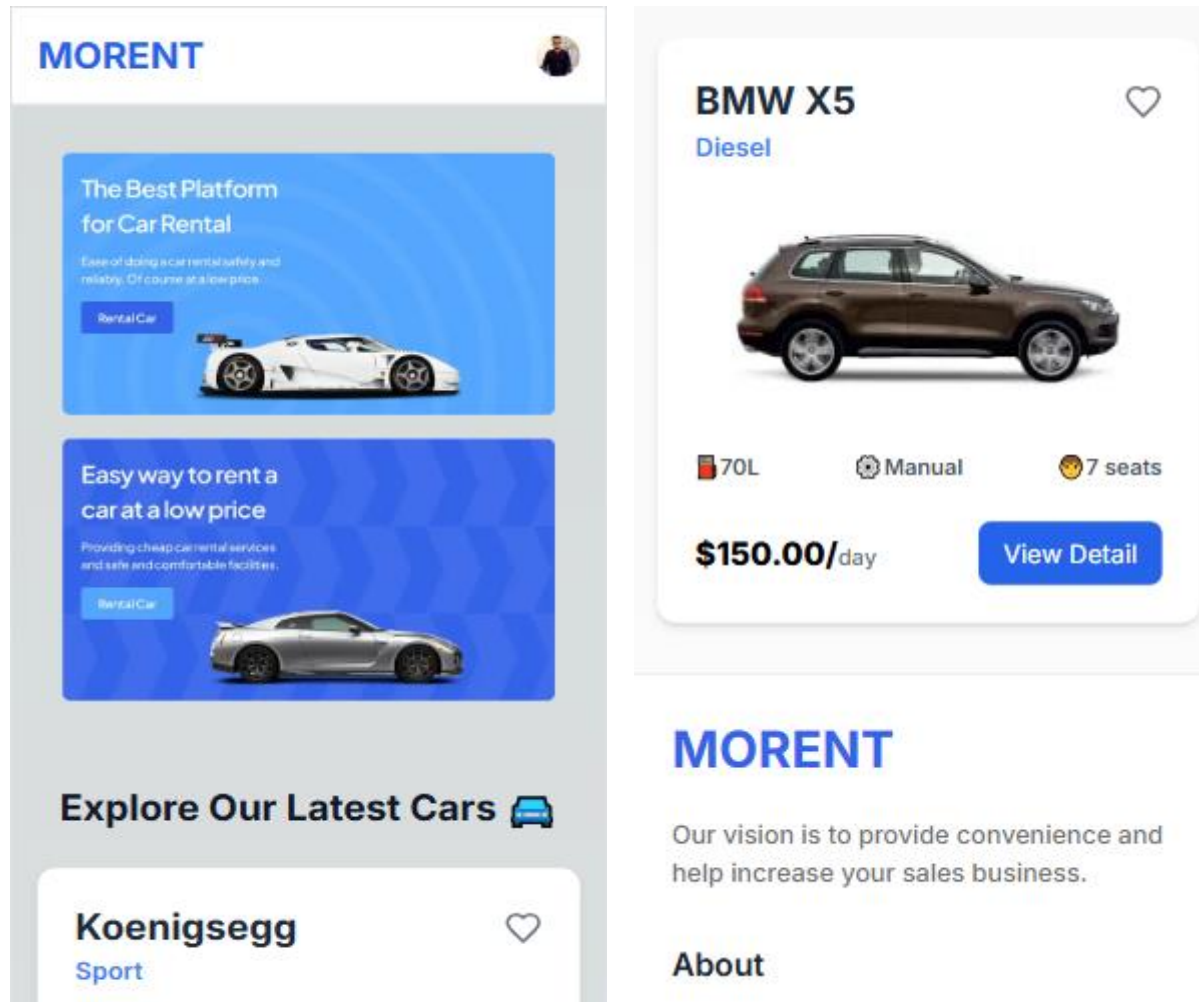 MORENT
The Best Platform
for Car Rental
Ease of doing a car rental safely and
reliably. Of course at a low price.
Rental Car
Easy way to rent a
car at a low price
Providing cheap car rental services
and safe and comfortable facilities.
Rental Car
Explore Our Latest Cars
Koenigsegg
Sport
BMW X5
Diesel
70L Manual 7 seats
$150.00/day View Detail
MORENT
Our vision is to provide convenience and
help increase your sales business.
About